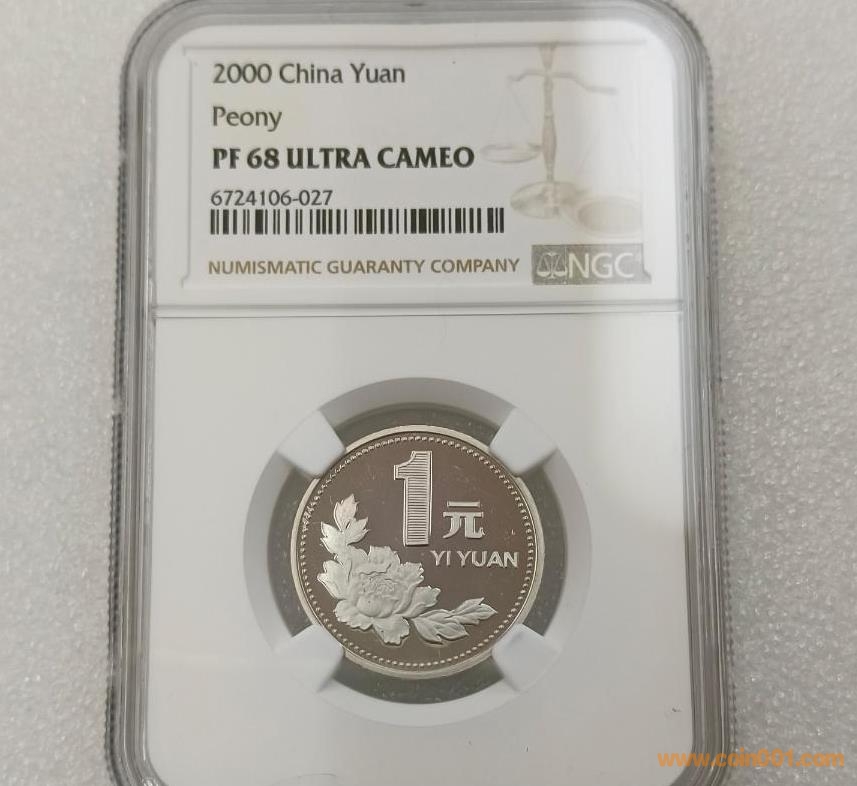 2000 China Yuan
Peony
PF 68 ULTRA CAMEO
6724106-027
NUMISMATIC GUARANTY COMPANY
NGC
1元
YI YUAN
www.coin001.com